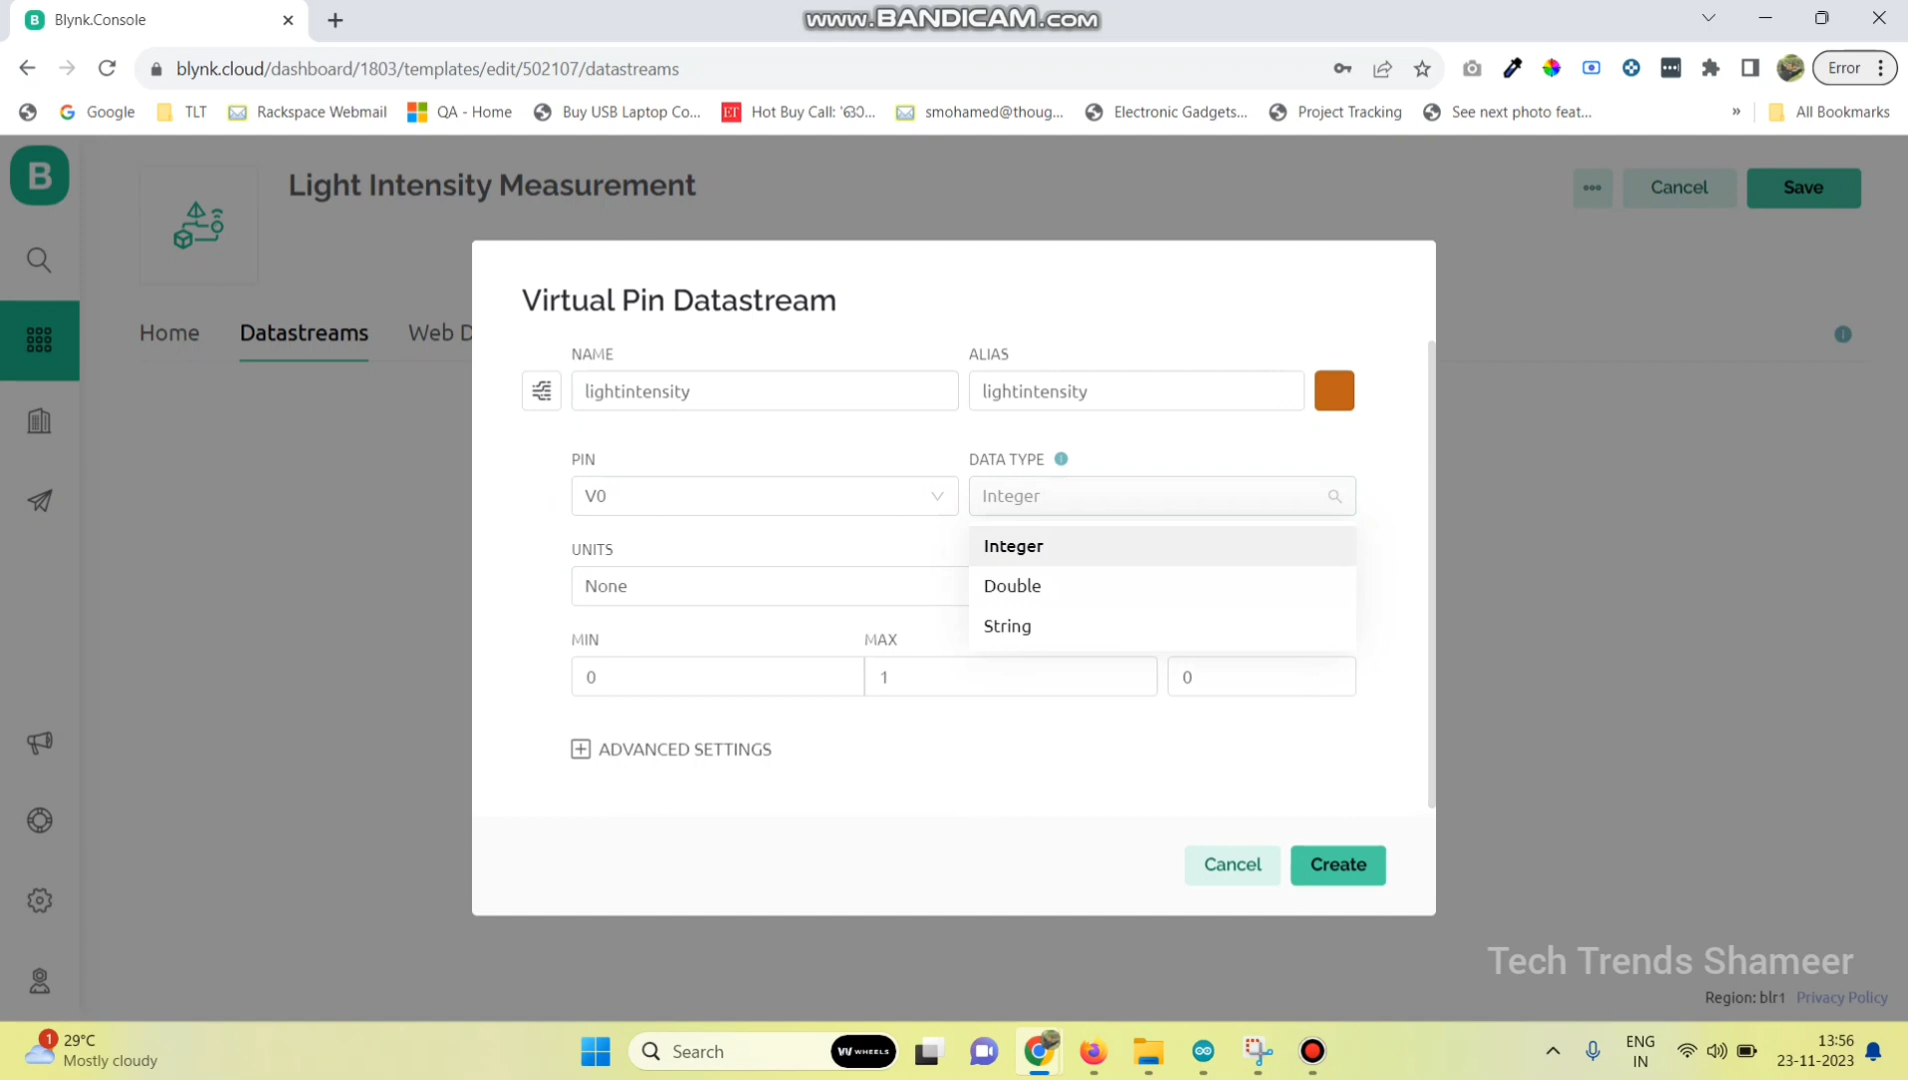 Blynk.Console
www.BANDICAM.com
blynk.cloud/dashboard/1803/templates/edit/502107/datastreams
Error
Google
TLT
Rackspace Webmail
QA - Home
Buy USB Laptop Co...
Electronic Gadgets...
smohamed@thoug...
Project Tracking
See next photo feat...
»
All Bookmarks
B
Light Intensity Measurement
Cancel
Save
Home
Datastreams
Web D
Virtual Pin Datastream
NAME
ALIAS
lightintensity
lightintensity
PIN
DATA TYPE
V0
Integer
UNITS
Integer
None
Double
String
MIN
MAX
0
1
0
ADVANCED SETTINGS
Cancel
Create
Tech Trends Shameer
Region: blr1 Privacy Policy
1
29°C
Mostly cloudy
Search
WHEELS
ENG
IN
13:56
23-11-2023